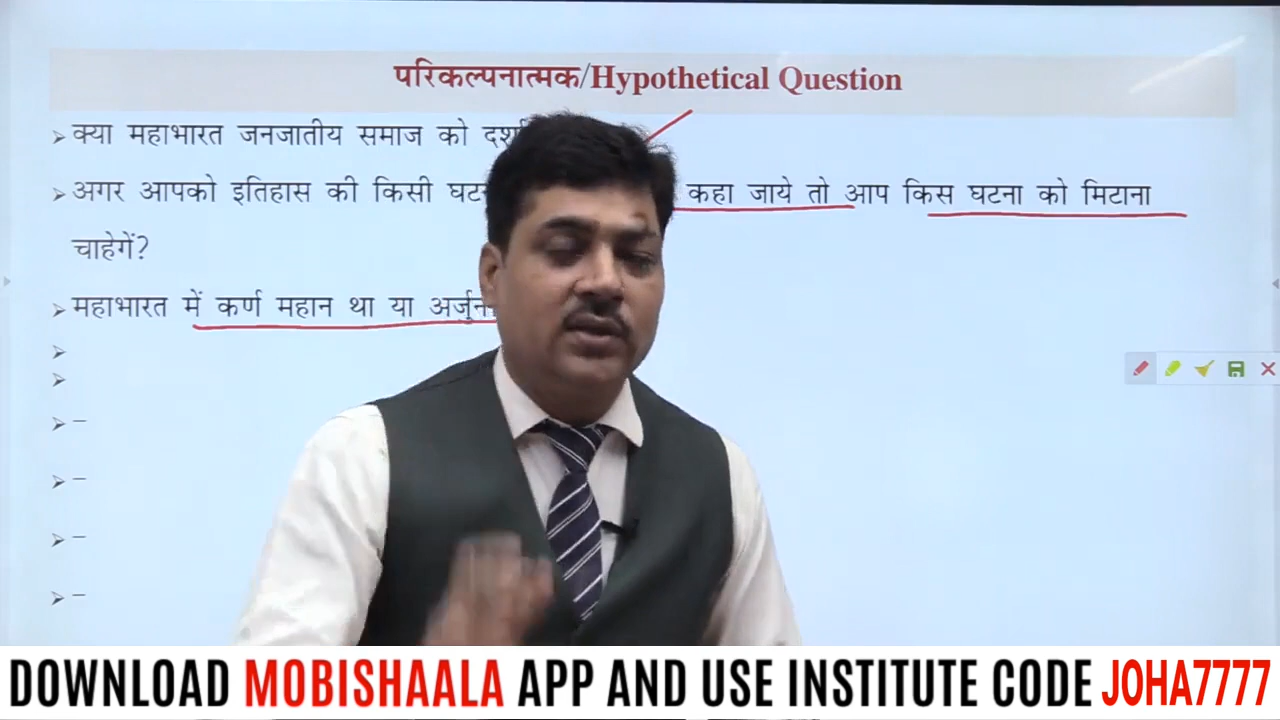 परिकल्पनात्मक/Hypothetical Question
➢ क्या महाभारत जनजातीय समाज को
➢ अगर आपको इतिहास की किसी कहा जाये तो आप किस घटना को मिटाना
चाहेगें?
➢ महाभारत में कर्ण महान था या अर्जुन
➢
➢
➢ –
➢ –
➢ –
➢ –
DOWNLOAD MOBISHAALA APP AND USE INSTITUTE CODE JOHA7777